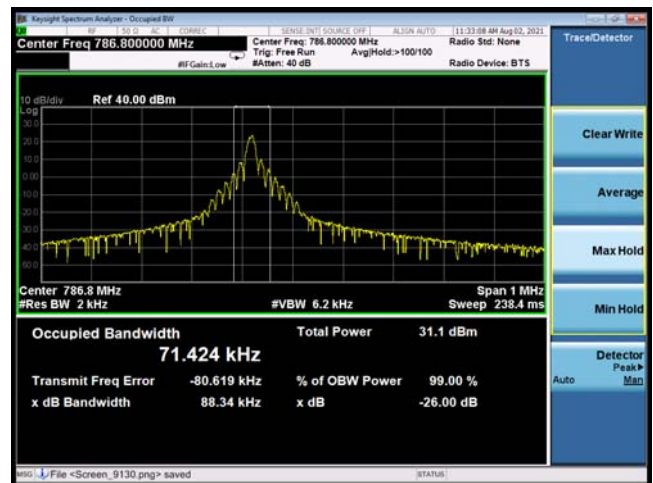 Keysight Spectrum Analyzer - Occupied BW
RF 50 Ω AC CORREC SENSE:INT SOURCE OFF ALIGN AUTO 11:33:08 AM Aug 02, 2021
Center Freq 786.800000 MHz Center Freq: 786.800000 MHz Radio Std: None
Trig: Free Run Avg|Hold:>100/100
#IFGain:Low #Atten: 40 dB Radio Device: BTS
Trace/Detector
10 dB/div Ref 40.00 dBm
Log
30.0
20.0
10.0
0.00
10.0
20.0
30.0
40.0
50.0
Center 786.8 MHz Span 1 MHz
#Res BW 2 kHz #VBW 6.2 kHz Sweep 238.4 ms
Occupied Bandwidth Total Power 31.1 dBm
71.424 kHz
Transmit Freq Error -80.619 kHz % of OBW Power 99.00 %
x dB Bandwidth 88.34 kHz x dB -26.00 dB
Clear Write
Average
Max Hold
Min Hold
Detector
Peak▶
Auto Man
MSG File <Screen_9130.png> saved STATUS